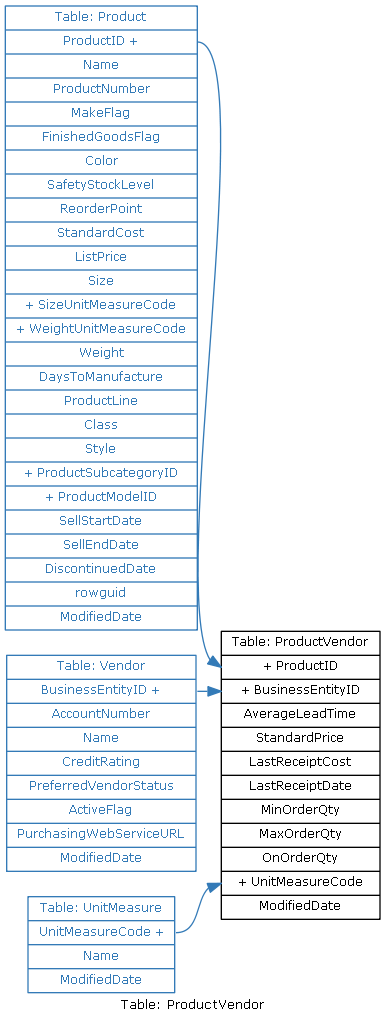 Table: Product
ProductID +
Name
ProductNumber
MakeFlag
FinishedGoodsFlag
Color
SafetyStockLevel
ReorderPoint
StandardCost
ListPrice
Size
+ SizeUnitMeasureCode
+ WeightUnitMeasureCode
Weight
DaysToManufacture
ProductLine
Class
Style
+ ProductSubcategoryID
+ ProductModelID
SellStartDate
SellEndDate
DiscontinuedDate
rowguid
ModifiedDate
Table: Vendor
BusinessEntityID +
AccountNumber
Name
CreditRating
PreferredVendorStatus
ActiveFlag
PurchasingWebServiceURL
ModifiedDate
Table: UnitMeasure
UnitMeasureCode +
Name
ModifiedDate
Table: ProductVendor
+ ProductID
+ BusinessEntityID
AverageLeadTime
StandardPrice
LastReceiptCost
LastReceiptDate
MinOrderQty
MaxOrderQty
OnOrderQty
+ UnitMeasureCode
ModifiedDate
Table: ProductVendor